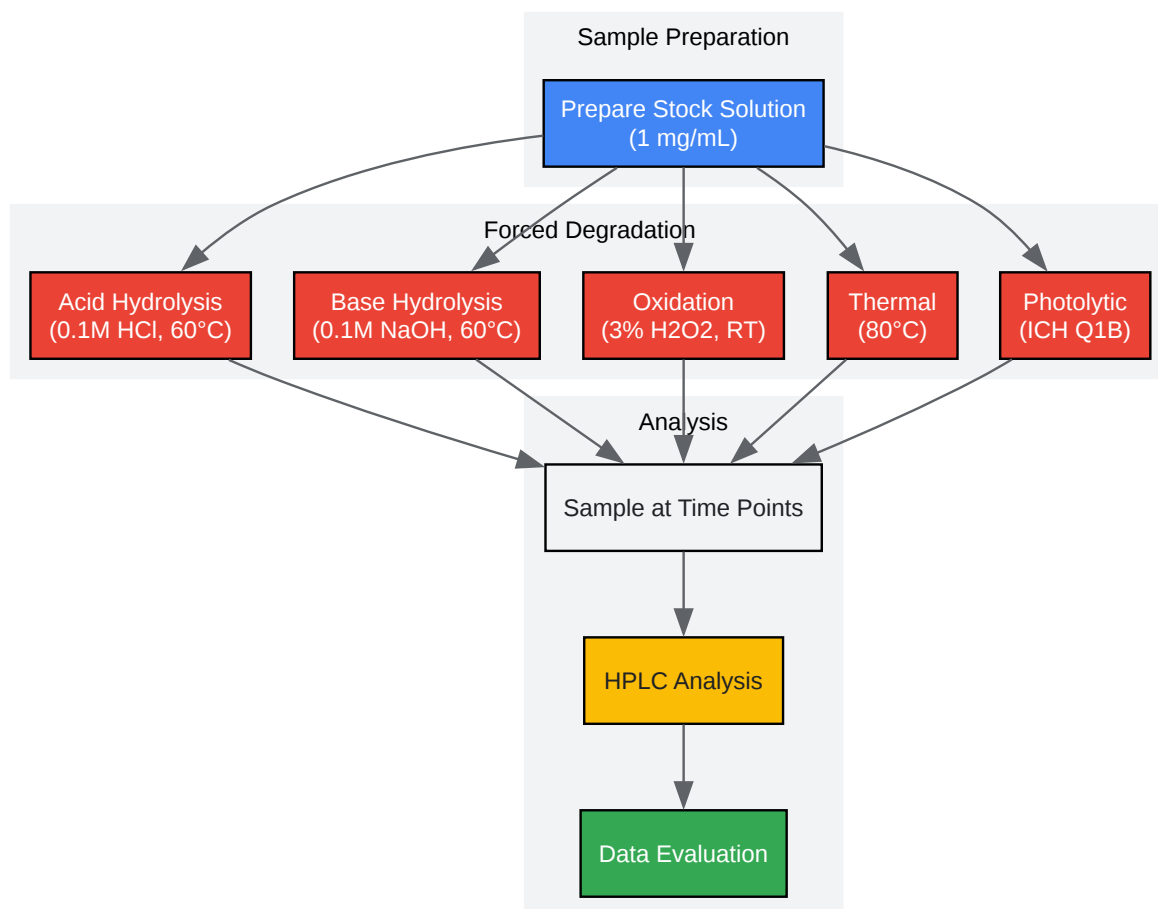 Sample Preparation
Prepare Stock Solution
(1 mg/mL)
Forced Degradation
Acid Hydrolysis
(0.1M HCl, 60°C)
Base Hydrolysis
(0.1M NaOH, 60°C)
Oxidation
(3% H2O2, RT)
Thermal
(80°C)
Photolytic
(ICH Q1B)
Analysis
Sample at Time Points
HPLC Analysis
Data Evaluation